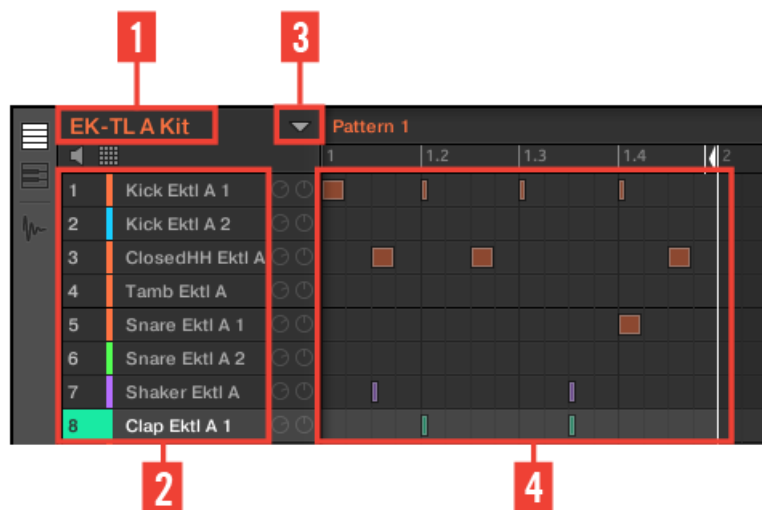 1 3
EK-TL A Kit Pattern 1
1 1.2 1.3 1.4 2
1 Kick Ektl A 1
2 Kick Ektl A 2
3 ClosedHH Ektl A
4 Tamb Ektl A
5 Snare Ektl A 1
6 Snare Ektl A 2
7 Shaker Ektl A
8 Clap Ektl A 1
2 4